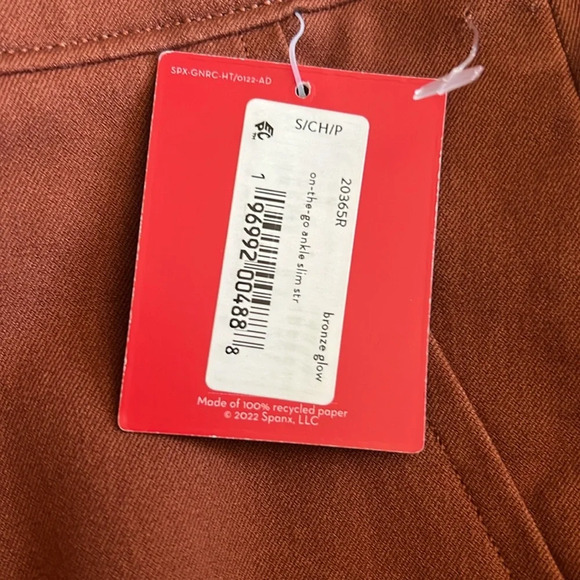 SPX-GNRC-HT/0122-AD
S/CH/P
20365R
on-the-go ankle slim str
bronze glow
1 96992 00488 8
Made of 100% recycled paper
© 2022 Spanx, LLC